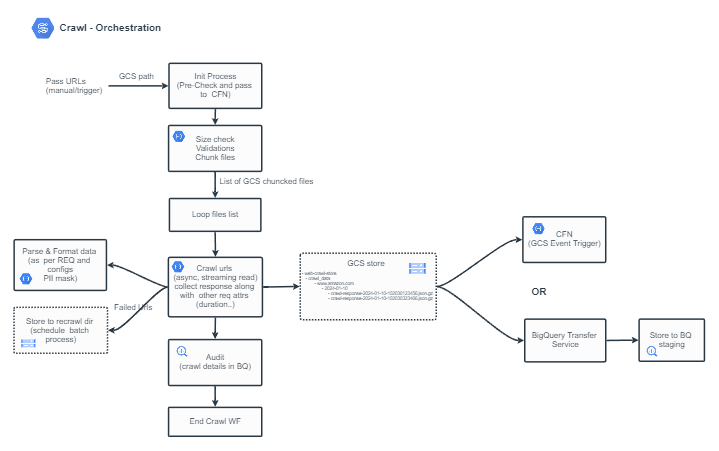 Crawl - Orchestration
Pass URLs
(manual/trigger)
GCS path
Init Process
(Pre-Check and pass
to CFN)
Size check
Validations
Chunk files
List of GCS chuncked files
Loop files list
Parse & Format data
(as per REQ and
configs
PII mask)
Failed Urls
Store to recrawl dir
(schedule batch
process)
Crawl urls
(async, streaming read)
collect response along
with other req attrs
(duration..)
GCS store
- web-crawl-store
- crawl_data
- www.amazon.com
- 2024-01-10
- crawl-response-2024-01-10-102030123456.json.gz
- crawl-response-2024-01-10-102030323456.json.gz
CFN
(GCS Event Trigger)
OR
BigQuery Transfer
Service
Store to BQ
staging
Audit
(crawl details in BQ)
End Crawl WF